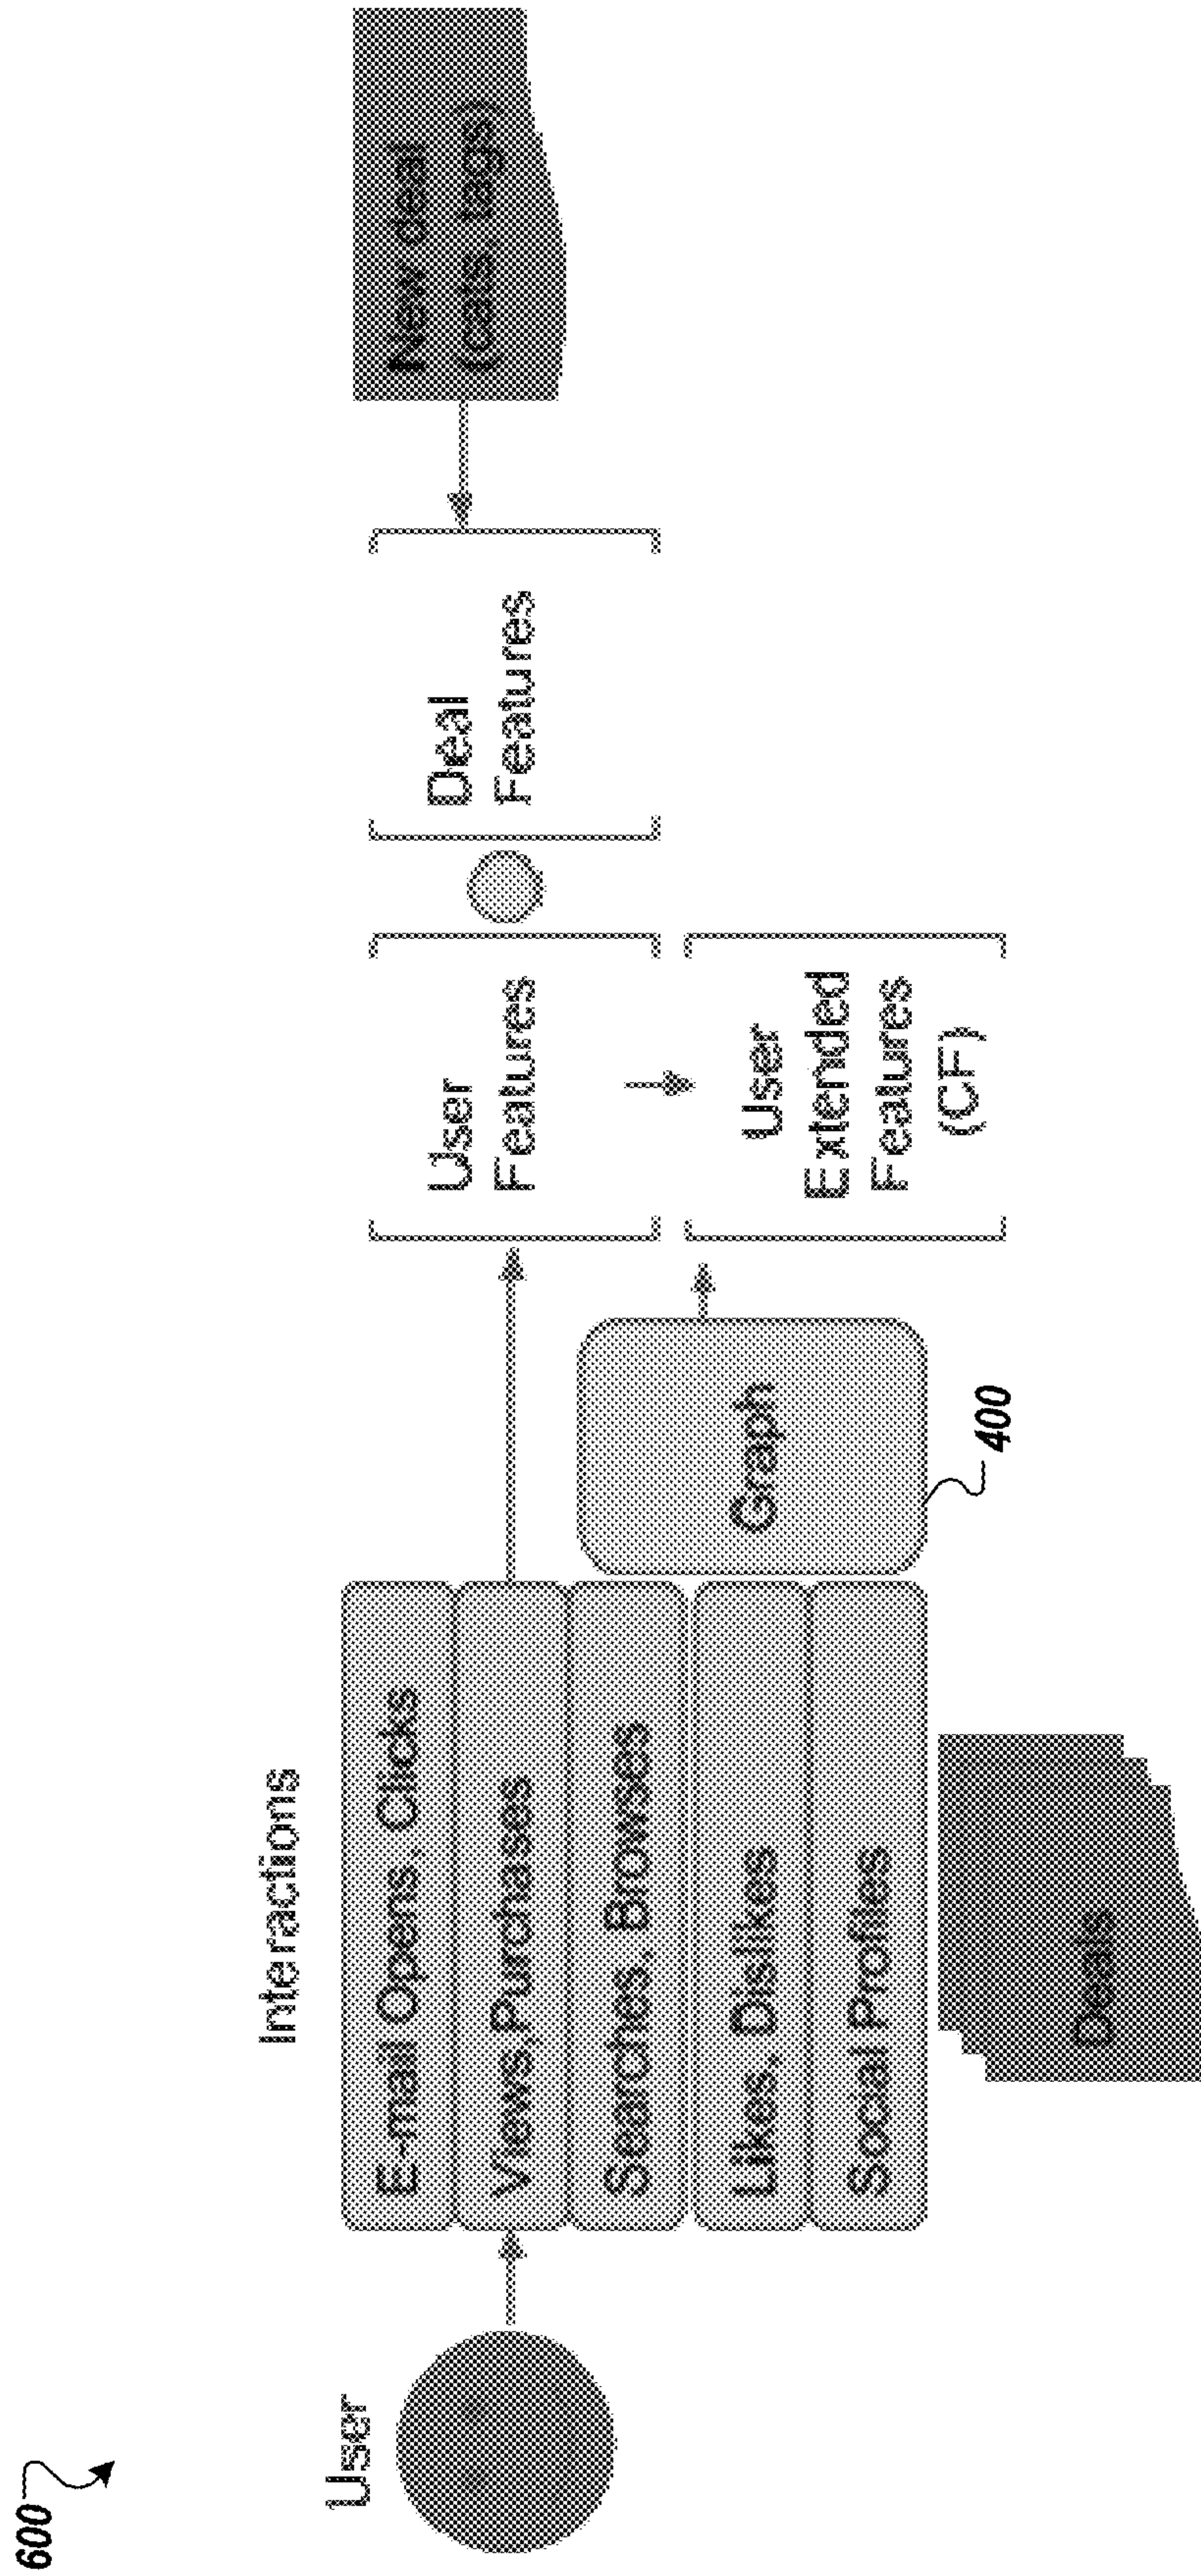 600
User
Interactions
E-mail Opens, Clicks
Views,Purchases
Searches, Browses
Likes, Dislikes
Social Profiles
Deals
Graph
400
User
Features
User
Extended
Features
(CF)
Deal
Features
New deal
(cats, tags)